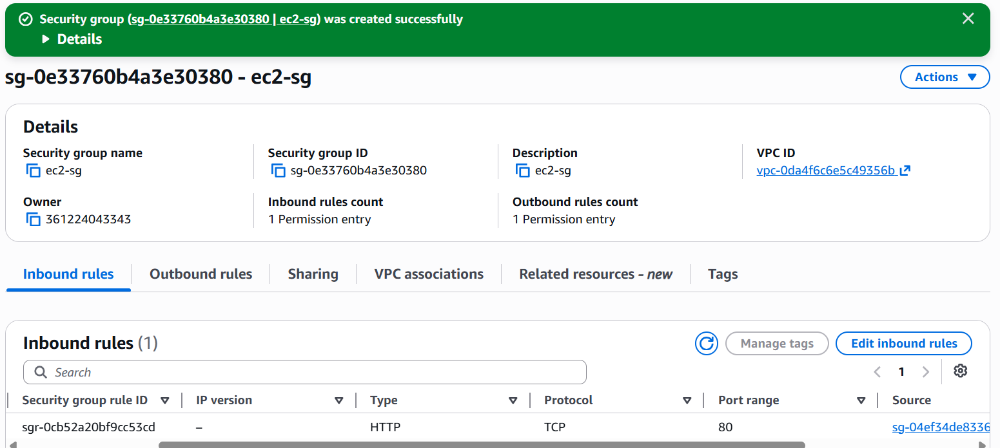 Security group (sg-0e33760b4a3e30380 | ec2-sg) was created successfully
Details
sg-0e33760b4a3e30380 - ec2-sg
Actions
Details
Security group name
ec2-sg
Security group ID
sg-0e33760b4a3e30380
Description
ec2-sg
VPC ID
vpc-0da4f6c6e5c49356b
Owner
361224043343
Inbound rules count
1 Permission entry
Outbound rules count
1 Permission entry
Inbound rules Outbound rules Sharing VPC associations Related resources - new Tags
Inbound rules (1)
Manage tags Edit inbound rules
Search
1
Security group rule ID IP version Type Protocol Port range Source
sgr-0cb52a20bf9cc53cd – HTTP TCP 80 sg-04ef34de8336